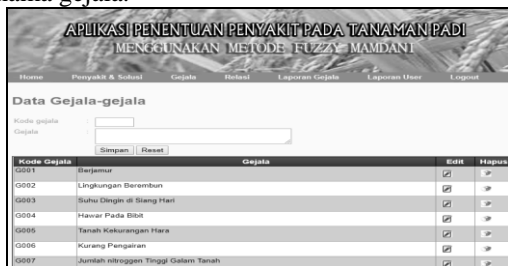 nama gejala.
APLIKASI PENENTUAN PENYAKIT PADA TANAMAN PADI
MENGGUNAKAN METODE FUZZY MAMDANI
Home Penyakit & Solusi Gejala Relasi Laporan Gejala Laporan User Logout
Data Gejala-gejala
Kode gejala :
Gejala :
Simpan Reset
Kode Gejala Gejala Edit Hapus
G001 Berjamur
G002 Lingkungan Berembun
G003 Suhu Dingin di Siang Hari
G004 Hawar Pada Bibit
G005 Tanah Kekurangan Hara
G006 Kurang Pengairan
G007 Jumlah nitroggen Tinggi Galam Tanah